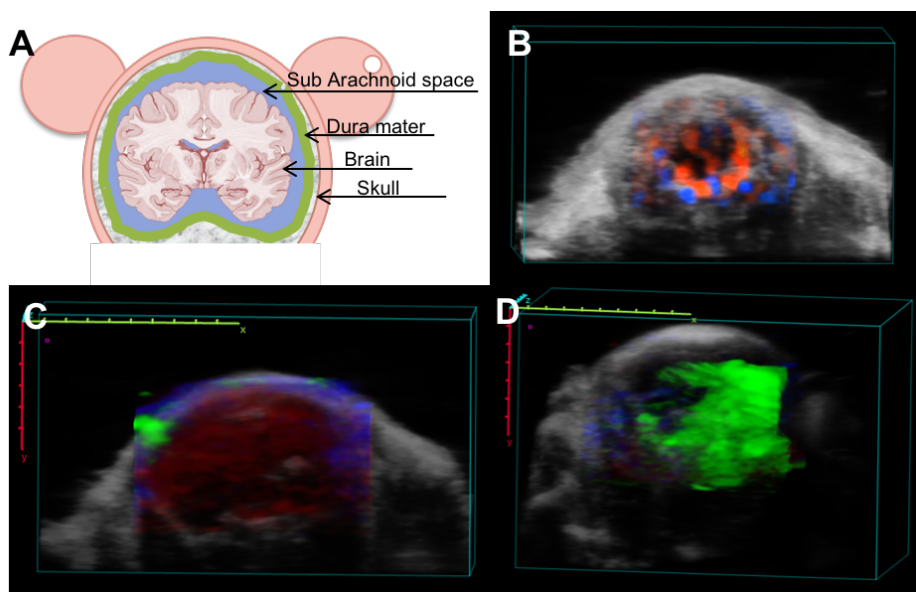 A
Sub Arachnoid space
Dura mater
Brain
Skull
B
C
x
y
D
z
x
y